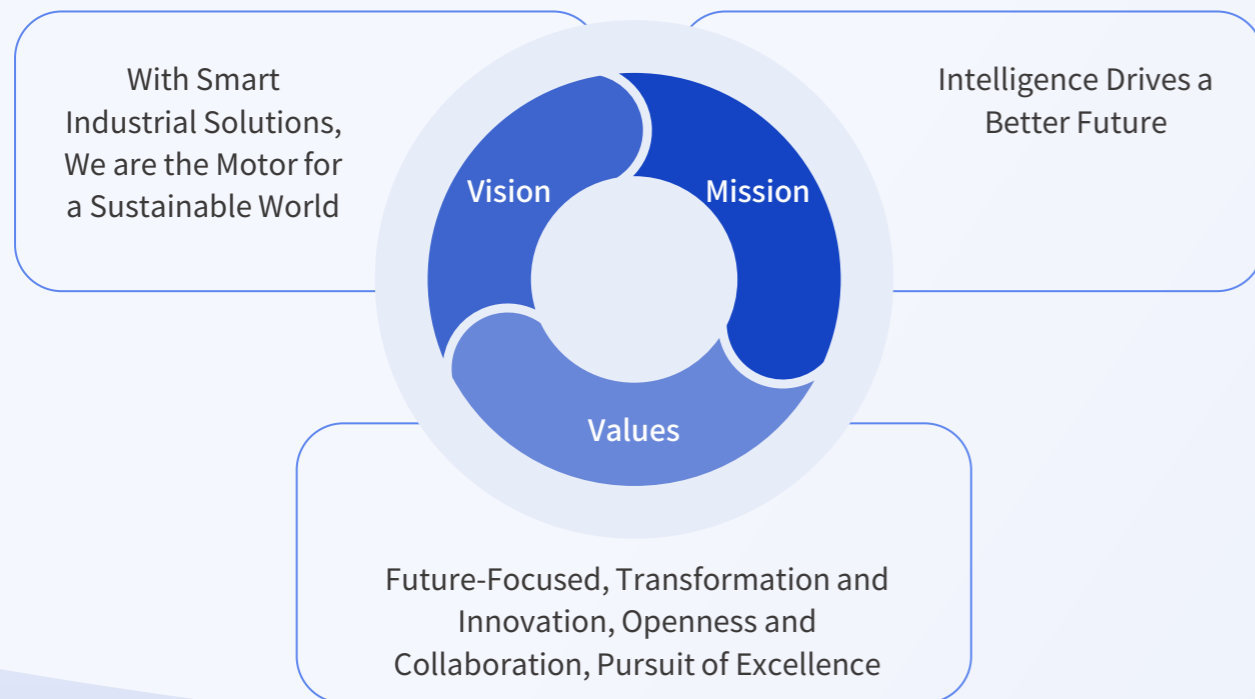 With Smart
Industrial Solutions,
We are the Motor for
a Sustainable World
Vision
Mission
Intelligence Drives a
Better Future
Values
Future-Focused, Transformation and
Innovation, Openness and
Collaboration, Pursuit of Excellence